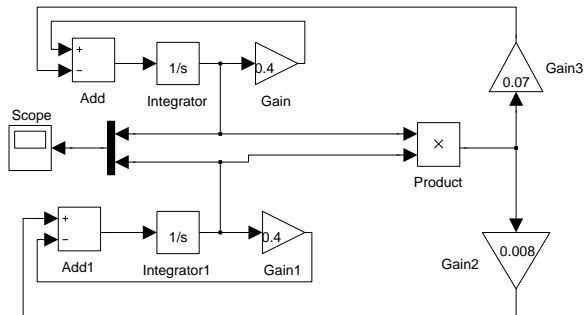 +
−
Add
1/s
Integrator
0.4
Gain
0.07
Gain3
Scope
×
Product
+
−
Add1
1/s
Integrator1
0.4
Gain1
0.008
Gain2